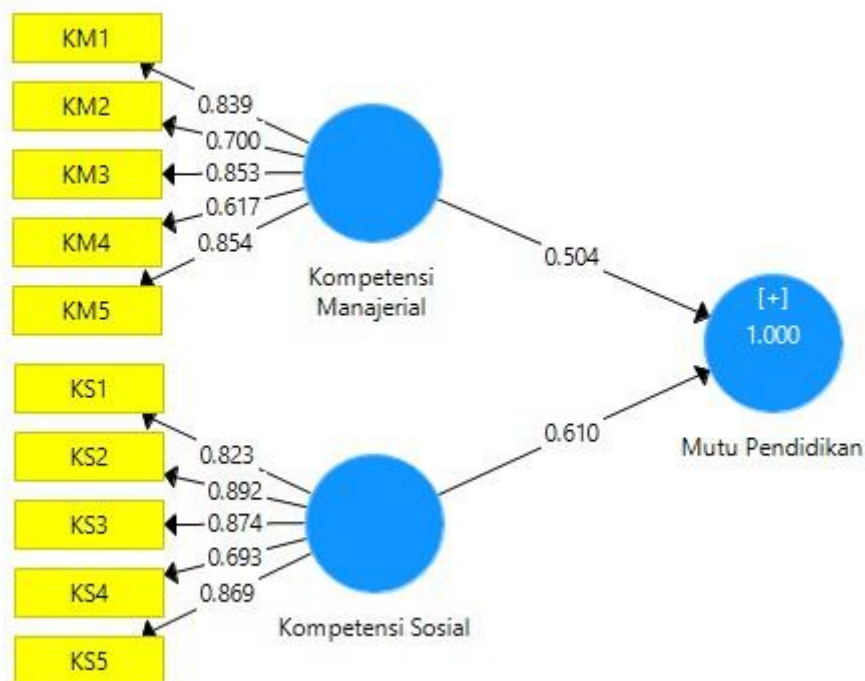 KM1
KM2
KM3
KM4
KM5
0.839
0.700
0.853
0.617
0.854
Kompetensi
Manajerial
0.504
[+]
1.000
Mutu Pendidikan
0.610
KS1
KS2
KS3
KS4
KS5
0.823
0.892
0.874
0.693
0.869
Kompetensi Sosial